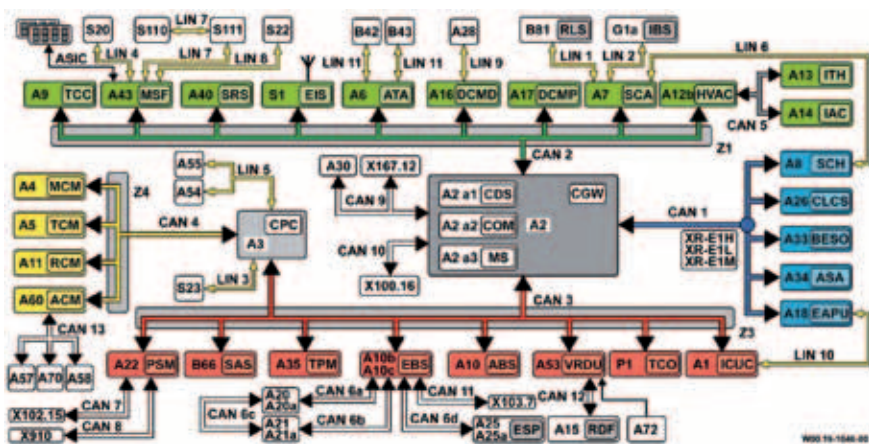 S20
LIN 7
S110
S111
S22
B42
B43
A28
B81 RLS
G1a IBS
LIN 6
ASIC
LIN 4
LIN 7
LIN 8
LIN 11
LIN 11
LIN 9
LIN 1
LIN 2
A9 TCC
A43 MSF
A40 SRS
S1 EIS
A6 ATA
A16 DCMD
A17 DCMP
A7 SCA
A12b HVAC
A13 ITH
A14 IAC
CAN 5
CAN 2
Z1
A55
A54
LIN 5
A30
X167.12
CAN 9
A8 SCH
A4 MCM
Z4
A5 TCM
CAN 4
CPC
A3
A2 a1 CDS
CGW
A2 a2 COM
A2
A2 a3 MS
CAN 1
XR-E1H
XR-E1L
XR-E1M
A26 CLCS
A33 BESO
A11 RCM
CAN 10
X100.16
A34 ASA
A60 ACM
S23
LIN 3
CAN 3
A18 EAPU
CAN 13
Z3
A57
A70
A58
A22 PSM
B66 SAS
A35 TPM
A10b
A10c
EBS
A10 ABS
A53 VRDU
P1 TCO
A1 ICUC
LIN 10
CAN 7
X102.15
CAN 8
X910
CAN 6c
A20
A20a
CAN 6a
A21
A21a
CAN 6b
CAN 11
X103.7
CAN 6d
A25
A25a
ESP
CAN 12
A15 RDF
A72